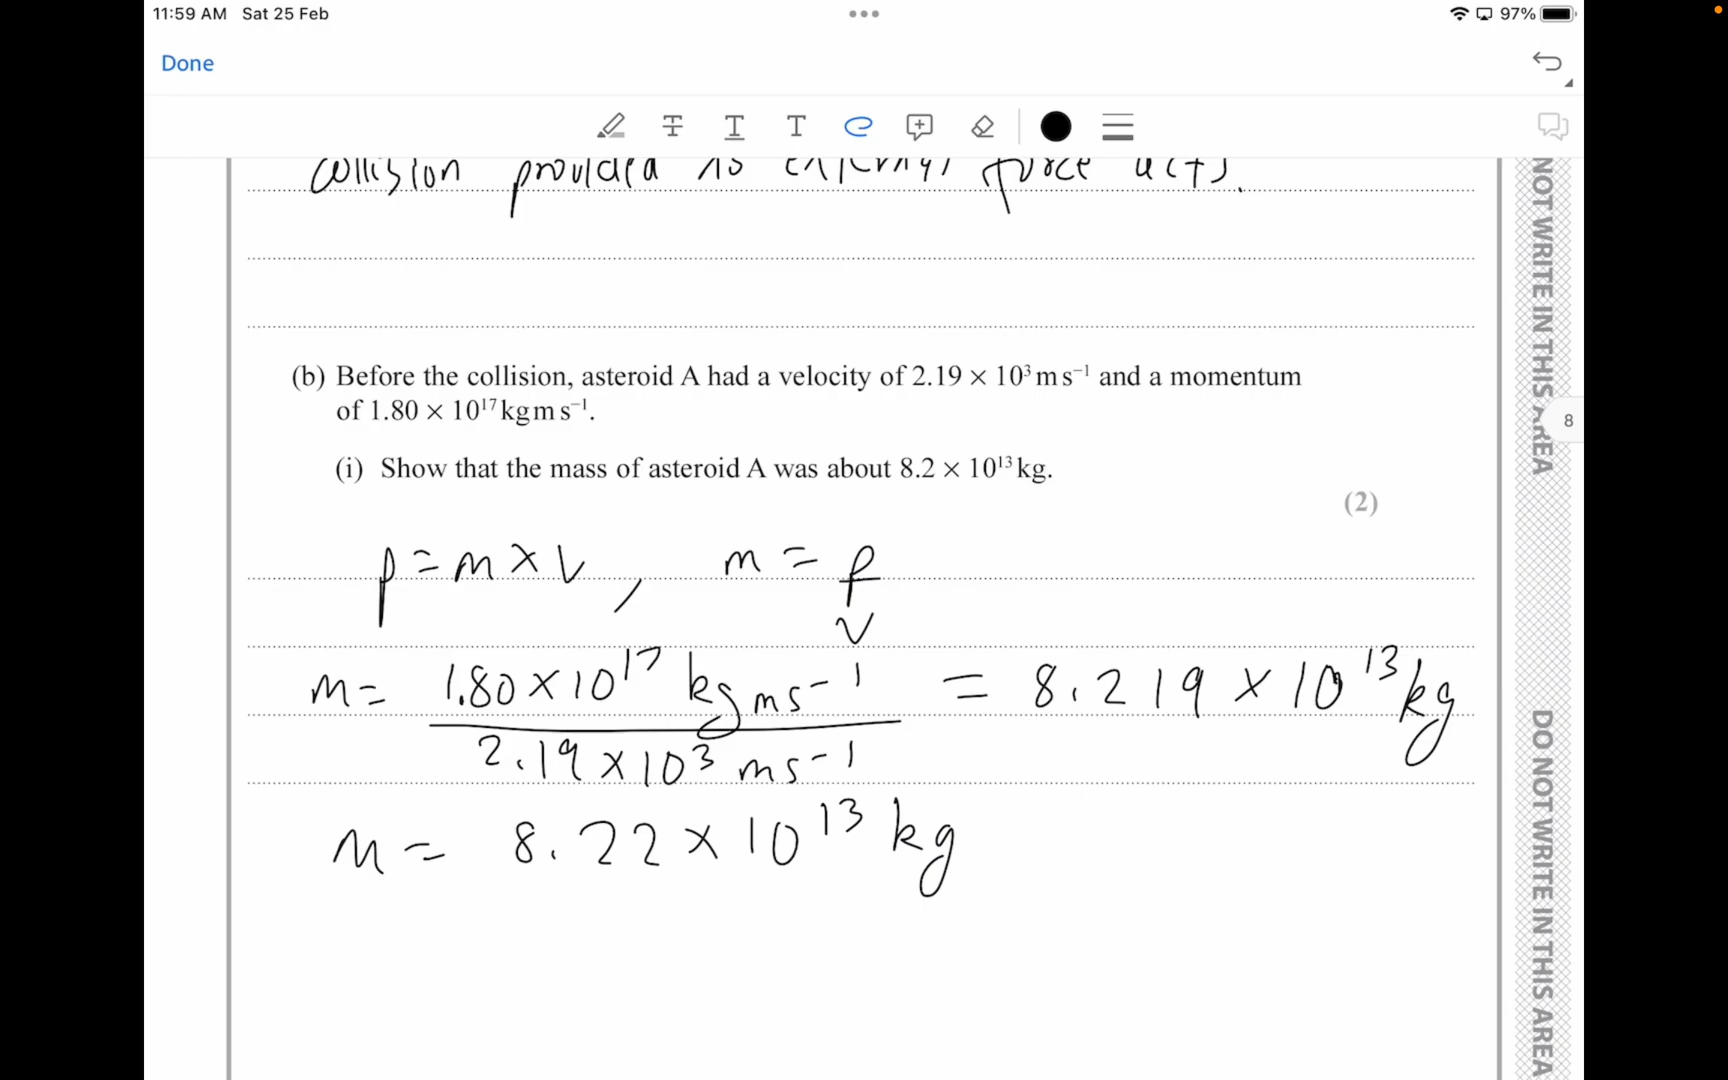 11:59 AM Sat 25 Feb
97%
Done
collision provided no external force acts.
(b) Before the collision, asteroid A had a velocity of 2.19 × 10³ m s⁻¹ and a momentum
of 1.80 × 10¹⁷ kg m s⁻¹.
(i) Show that the mass of asteroid A was about 8.2 × 10¹³ kg.
(2)
p = m × v , m = p
v
m = 1.80 × 10¹⁷ kg ms⁻¹ = 8.219 × 10¹³ kg
2.19 × 10³ ms⁻¹
m = 8.22 × 10¹³ kg
NOT WRITE IN THIS AREA
8
DO NOT WRITE IN THIS AREA